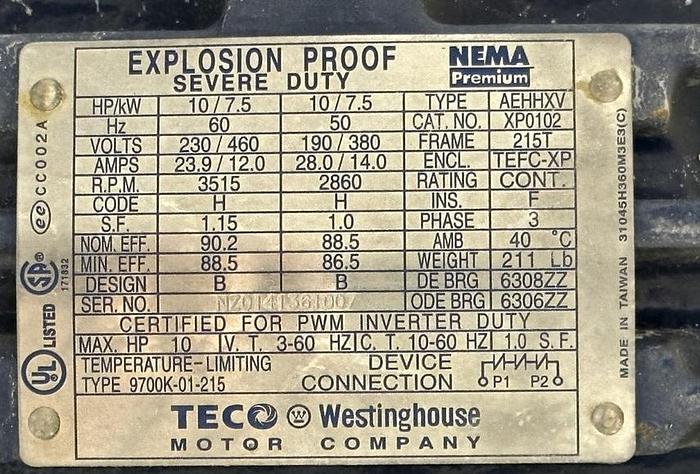 EXPLOSION PROOF
SEVERE DUTY
NEMA
Premium
HP/kW 10 / 7.5 10 / 7.5 TYPE AEHHXV
Hz 60 50 CAT. NO. XP0102
VOLTS 230 / 460 190 / 380 FRAME 215T
AMPS 23.9 / 12.0 28.0 / 14.0 ENCL. TEFC-XP
R.P.M. 3515 2860 RATING CONT.
CODE H H INS. F
S.F. 1.15 1.0 PHASE 3
NOM. EFF. 90.2 88.5 AMB 40 °C
MIN. EFF. 88.5 86.5 WEIGHT 211 Lb
DESIGN B B DE BRG 6308ZZ
SER. NO. ODE BRG 6306ZZ
CERTIFIED FOR PWM INVERTER DUTY
MAX. HP 10 V. T. 3-60 HZ C. T. 10-60 HZ 1.0 S. F.
TEMPERATURE-LIMITING DEVICE
TYPE 9700K-01-215 CONNECTION P1 P2
TECO W Westinghouse
MOTOR COMPANY
ee CC002A
SA® 171832
UL LISTED
MADE IN TAIWAN 31045H360M3E3(C)